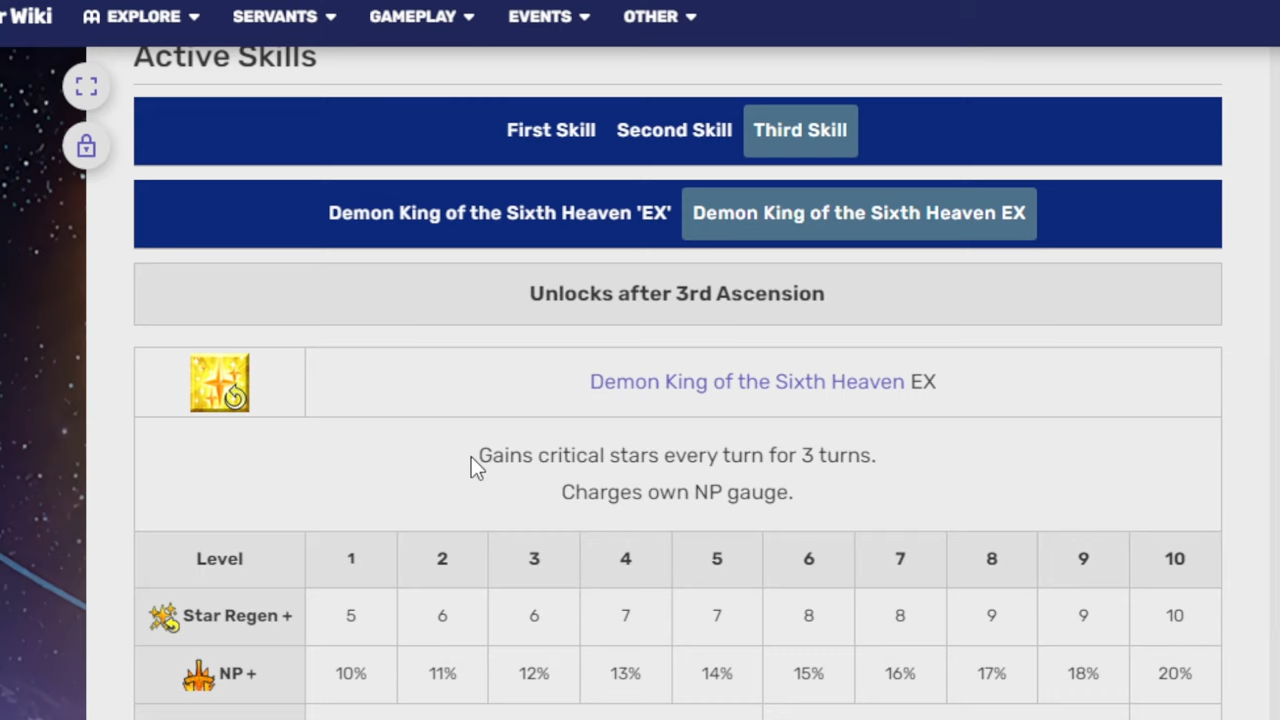 r Wiki EXPLORE SERVANTS GAMEPLAY EVENTS OTHER
Active Skills
First Skill Second Skill Third Skill
Demon King of the Sixth Heaven 'EX' Demon King of the Sixth Heaven EX
Unlocks after 3rd Ascension
Demon King of the Sixth Heaven EX
Gains critical stars every turn for 3 turns.
Charges own NP gauge.
Level 1 2 3 4 5 6 7 8 9 10
Star Regen + 5 6 6 7 7 8 8 9 9 10
NP + 10% 11% 12% 13% 14% 15% 16% 17% 18% 20%